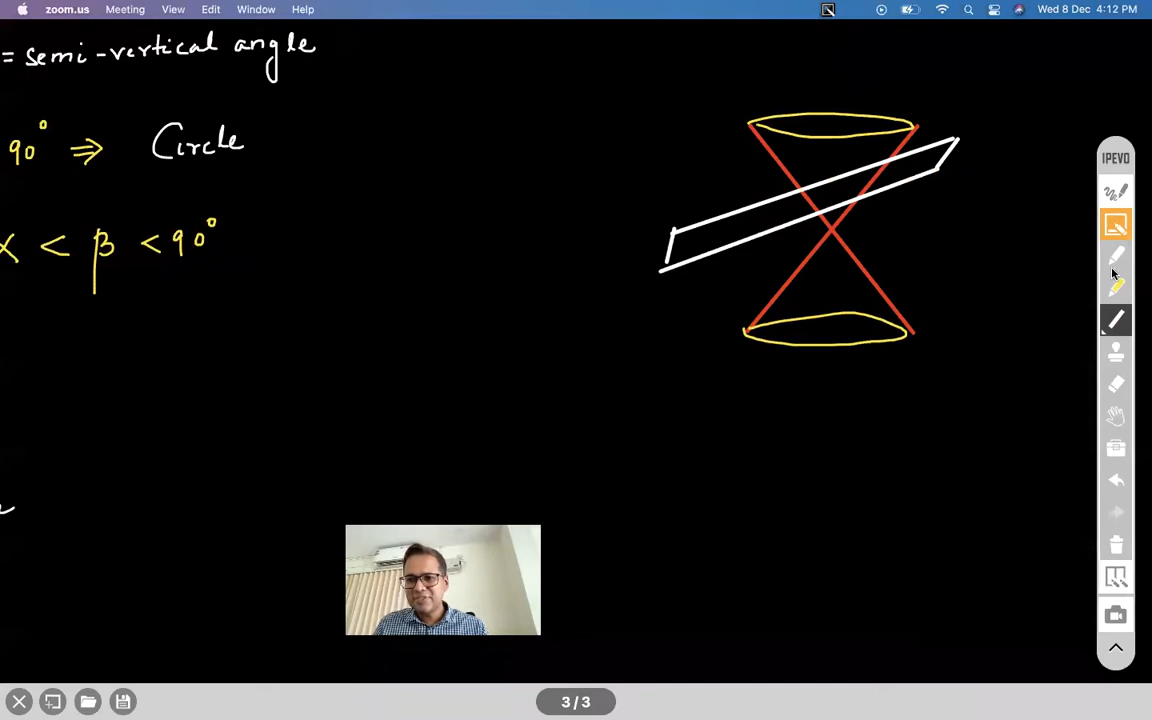 zoom.us Meeting View Edit Window Help Wed 8 Dec 4:12 PM
= semi-vertical angle
90° ⇒ Circle
α < β < 90°
IPEVO
3 / 3